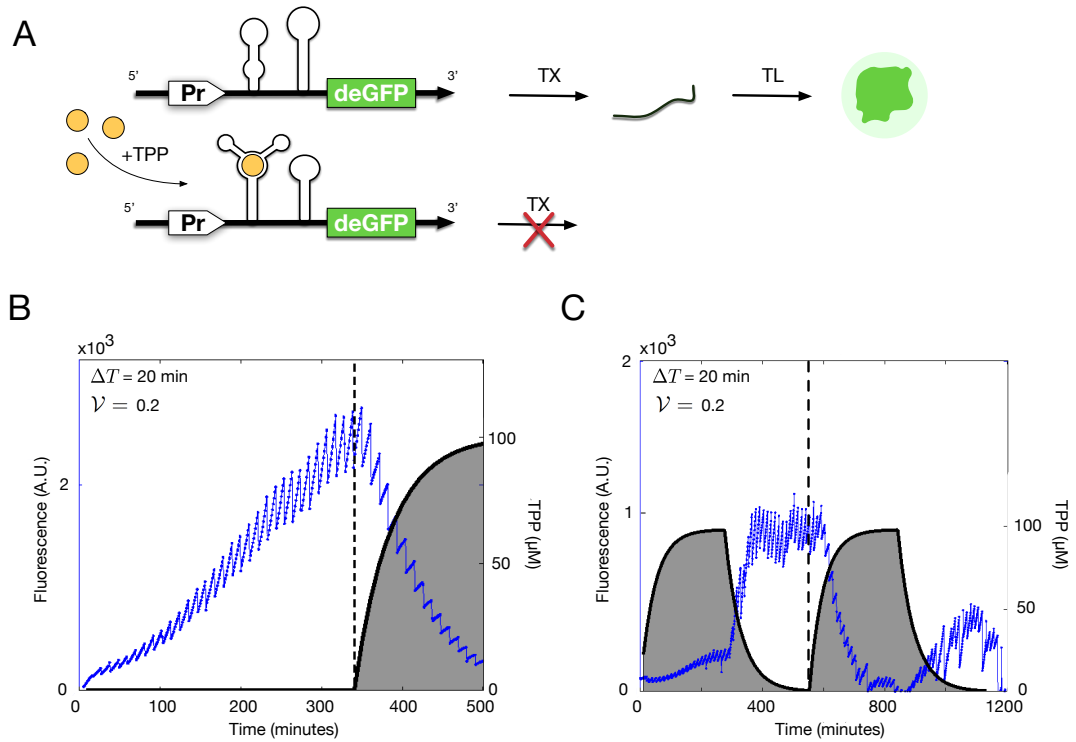 A
5' Pr deGFP 3' TX TL
+TPP
5' Pr deGFP 3' TX
B
x10³
ΔT = 20 min
𝒱 = 0.2
2
0
Fluorescence (A.U.)
100
50
0
TPP (μM)
0 100 200 300 400 500
Time (minutes)
C
x10³
2
ΔT = 20 min
𝒱 = 0.2
1
0
Fluorescence (A.U.)
100
50
0
TPP (μM)
0 400 800 1200
Time (minutes)